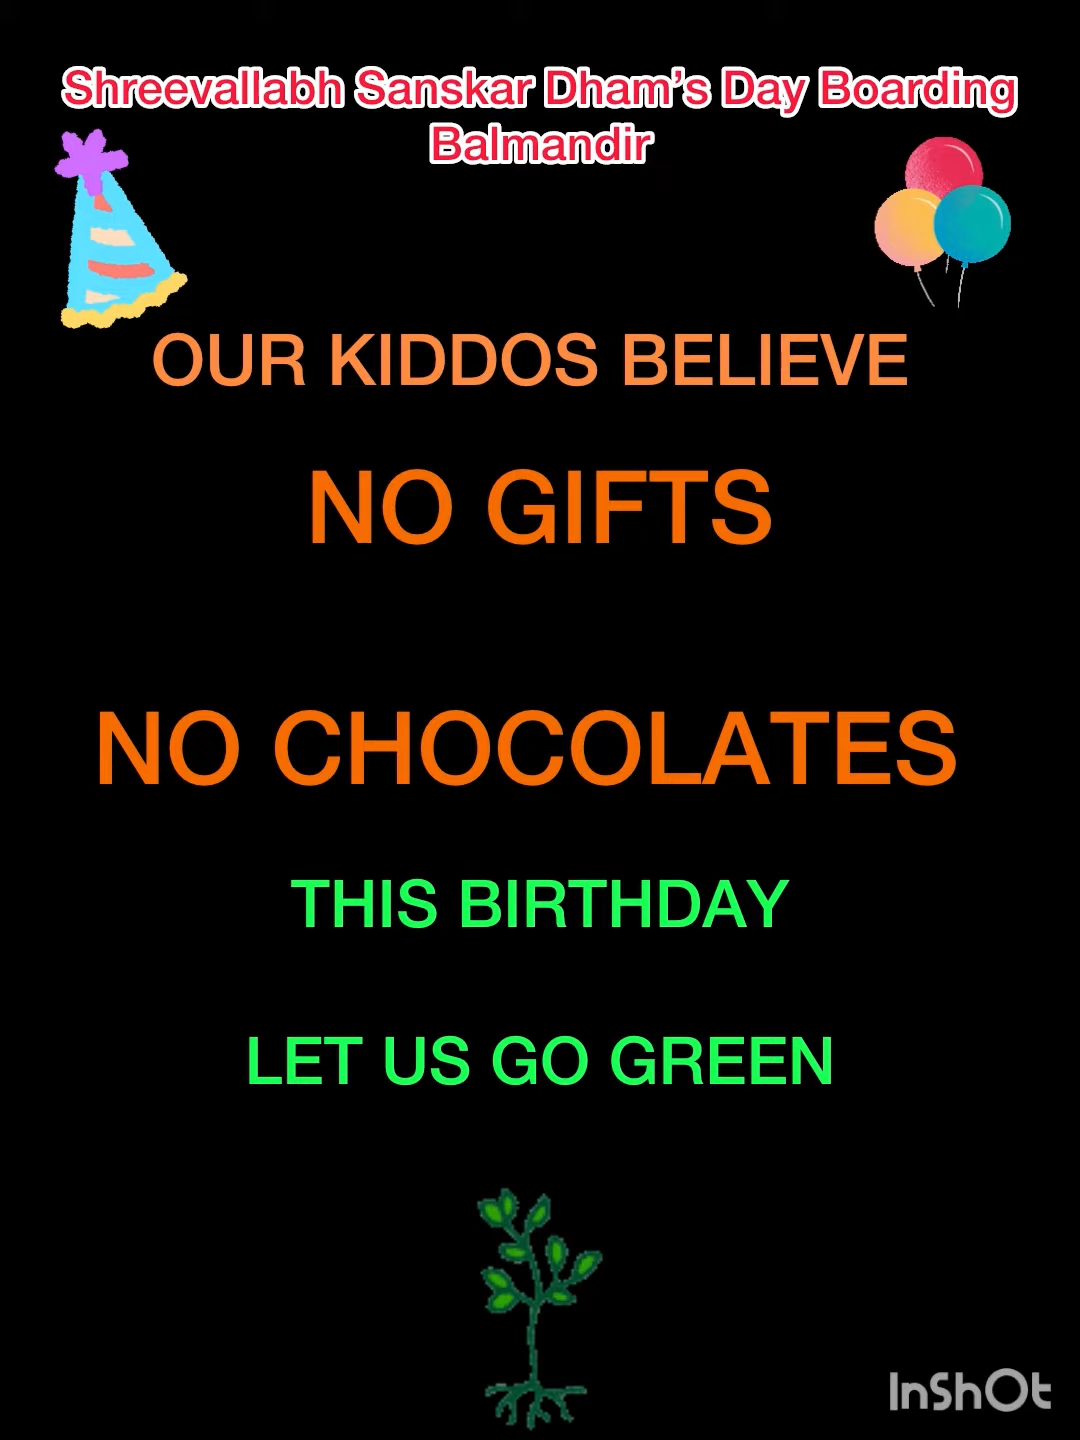 Shreevallabh Sanskar Dham’s Day Boarding
Balmandir
OUR KIDDOS BELIEVE
NO GIFTS
NO CHOCOLATES
THIS BIRTHDAY
LET US GO GREEN
InShOt